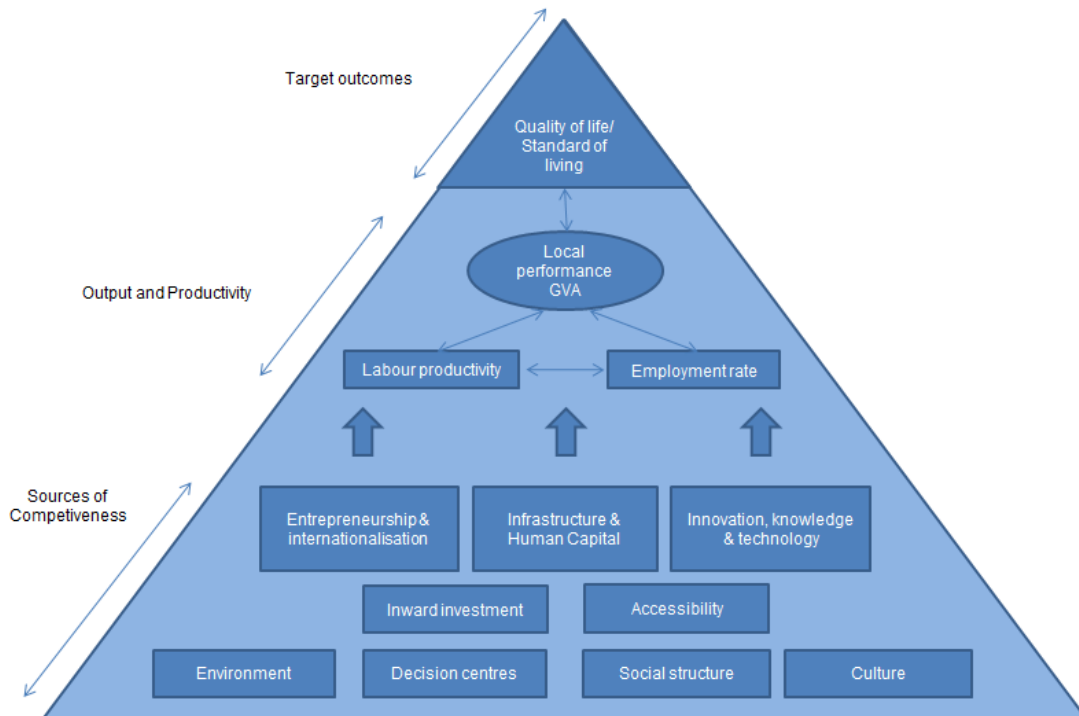 Target outcomes
Quality of life/
Standard of
living
Local
performance
GVA
Output and Productivity
Labour productivity
Employment rate
Sources of
Competiveness
Entrepreneurship &
internationalisation
Infrastructure &
Human Capital
Innovation, knowledge
& technology
Inward investment
Accessibility
Environment
Decision centres
Social structure
Culture